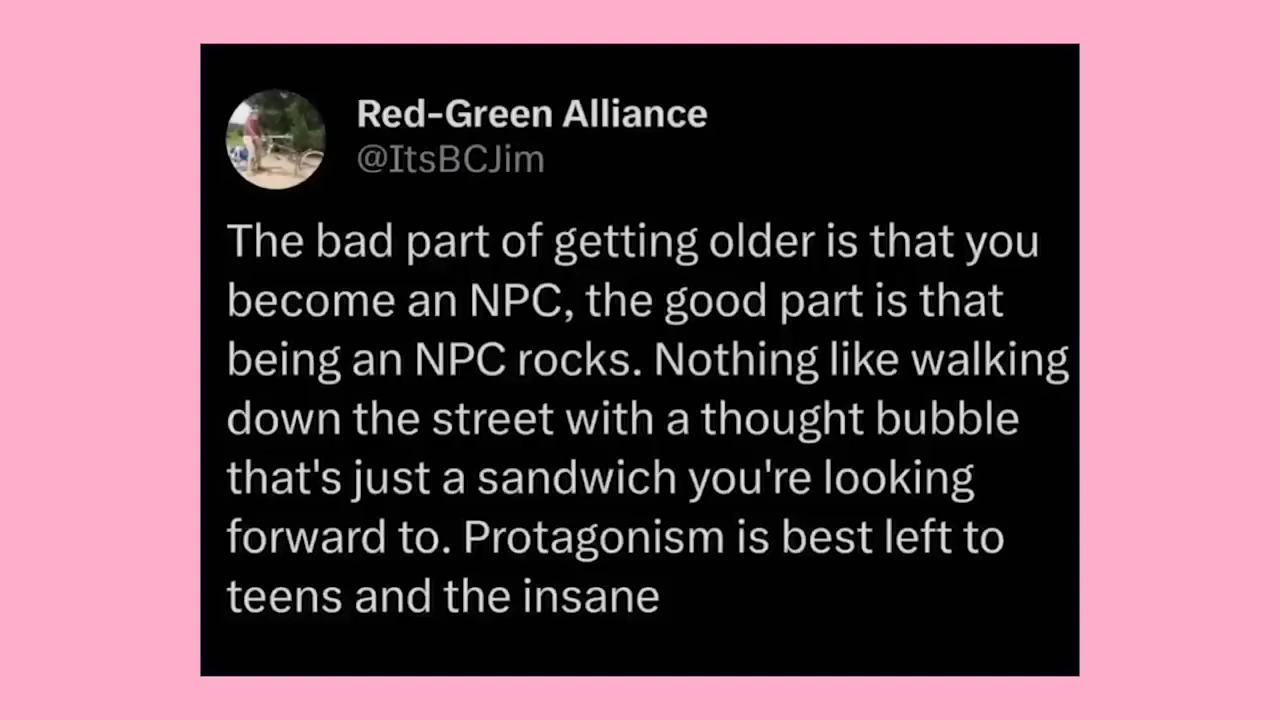 Red-Green Alliance
@ItsBCJim
The bad part of getting older is that you
become an NPC, the good part is that
being an NPC rocks. Nothing like walking
down the street with a thought bubble
that's just a sandwich you're looking
forward to. Protagonism is best left to
teens and the insane